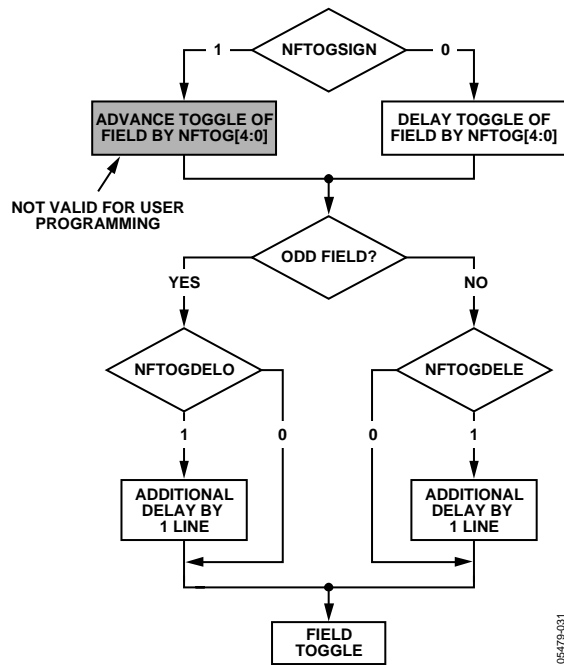 NFTOGSIGN
1
0
ADVANCE TOGGLE OF
FIELD BY NFTOG[4:0]
DELAY TOGGLE OF
FIELD BY NFTOG[4:0]
NOT VALID FOR USER
PROGRAMMING
ODD FIELD?
YES
NO
NFTOGDELO
NFTOGDELE
1
0
0
1
ADDITIONAL
DELAY BY
1 LINE
ADDITIONAL
DELAY BY
1 LINE
FIELD
TOGGLE
05479-031